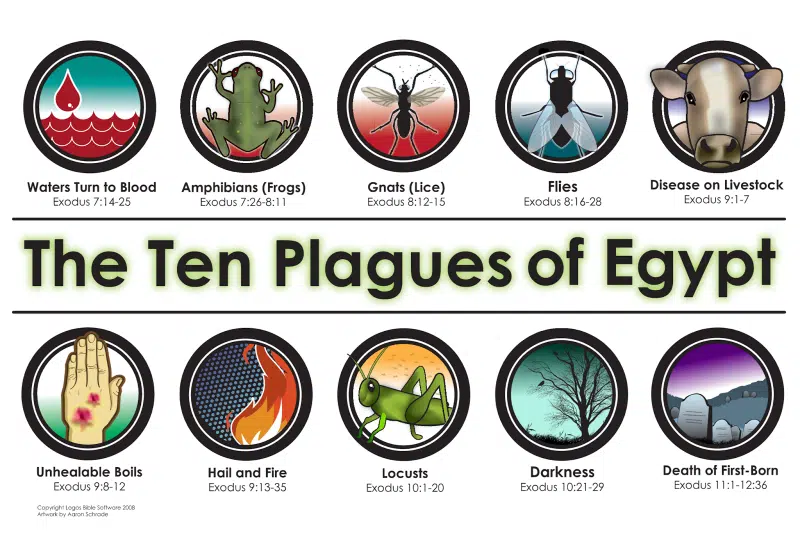 Waters Turn to Blood
Exodus 7:14-25
Amphibians (Frogs)
Exodus 7:26-8:11
Gnats (Lice)
Exodus 8:12-15
Flies
Exodus 8:16-28
Disease on Livestock
Exodus 9:1-7
The Ten Plagues of Egypt
Unhealable Boils
Exodus 9:8-12
Hail and Fire
Exodus 9:13-35
Locusts
Exodus 10:1-20
Darkness
Exodus 10:21-29
Death of First-Born
Exodus 11:1-12:36
Copyright Logos Bible Software 2008
Artwork by Aaron Schrade